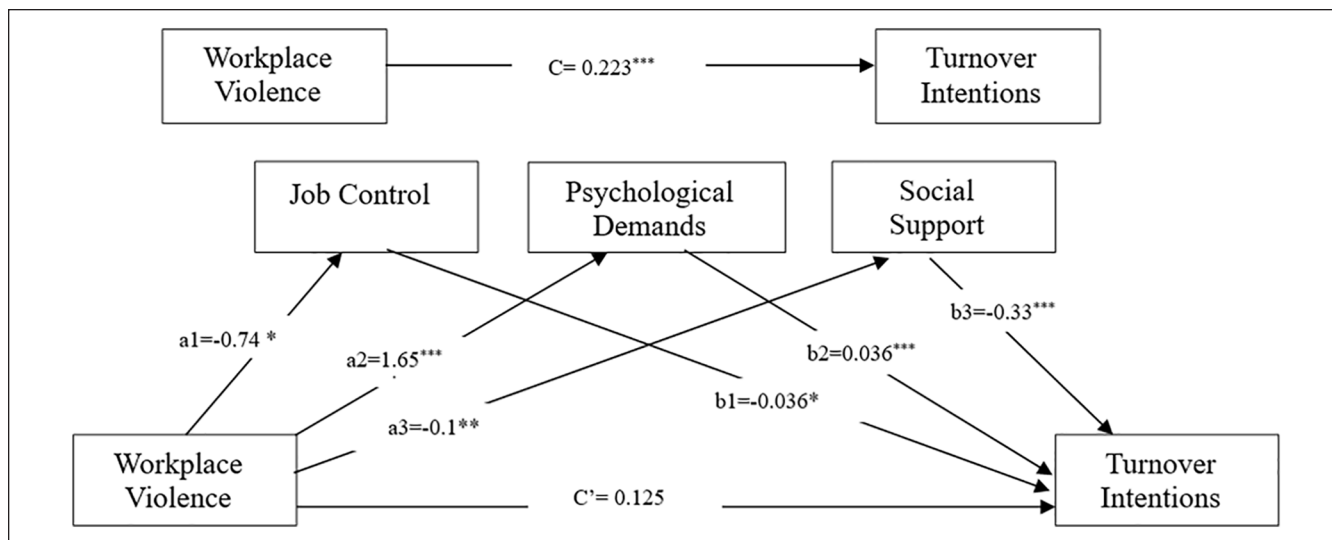 Workplace
Violence
C= 0.223***
Turnover
Intentions
Job Control
Psychological
Demands
Social
Support
a1=-0.74 *
a2=1.65***
a3=-0.1**
b1=-0.036*
b2=0.036***
b3=-0.33***
Workplace
Violence
C’= 0.125
Turnover
Intentions